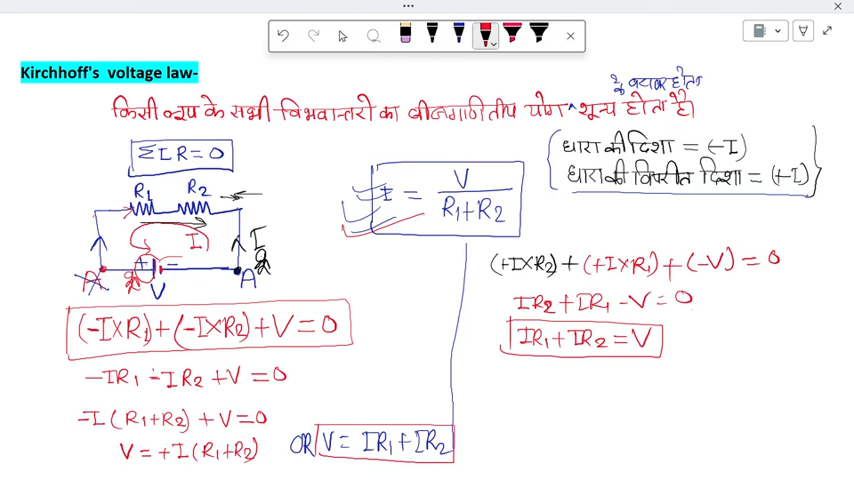 Kirchhoff's voltage law-
के बराबर होता
किसी लूप के सभी विभवान्तरो का बीजगणितीय योग ^ शून्य होता है।
ΣIR=0
धारा की दिशा = (-I)
धारा की विपरीत दिशा = (+I)
R1 R2
I = V / (R1+R2)
I
I
+ -
A
V
A
(+I×R2) + (+I×R1) + (-V) = 0
IR2 + IR1 - V = 0
IR1 + IR2 = V
(-I×R1) + (-I×R2) + V = 0
-IR1 - IR2 + V = 0
-I(R1+R2) + V = 0
V = +I(R1+R2)
OR V = IR1 + IR2